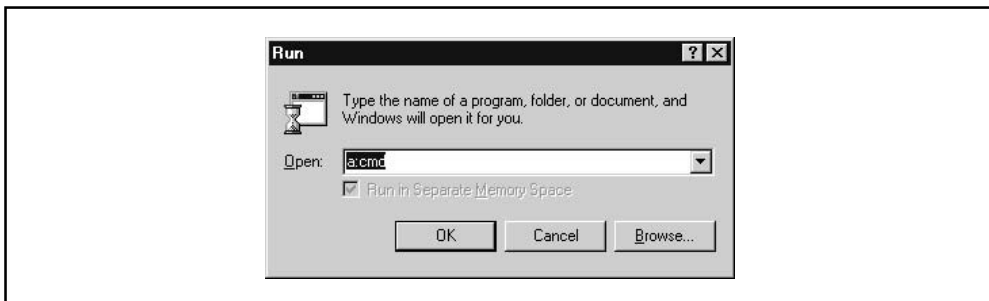 Run
Type the name of a program, folder, or document, and
Windows will open it for you.
Open:
a:cmd
Run in Separate Memory Space
OK
Cancel
Browse...